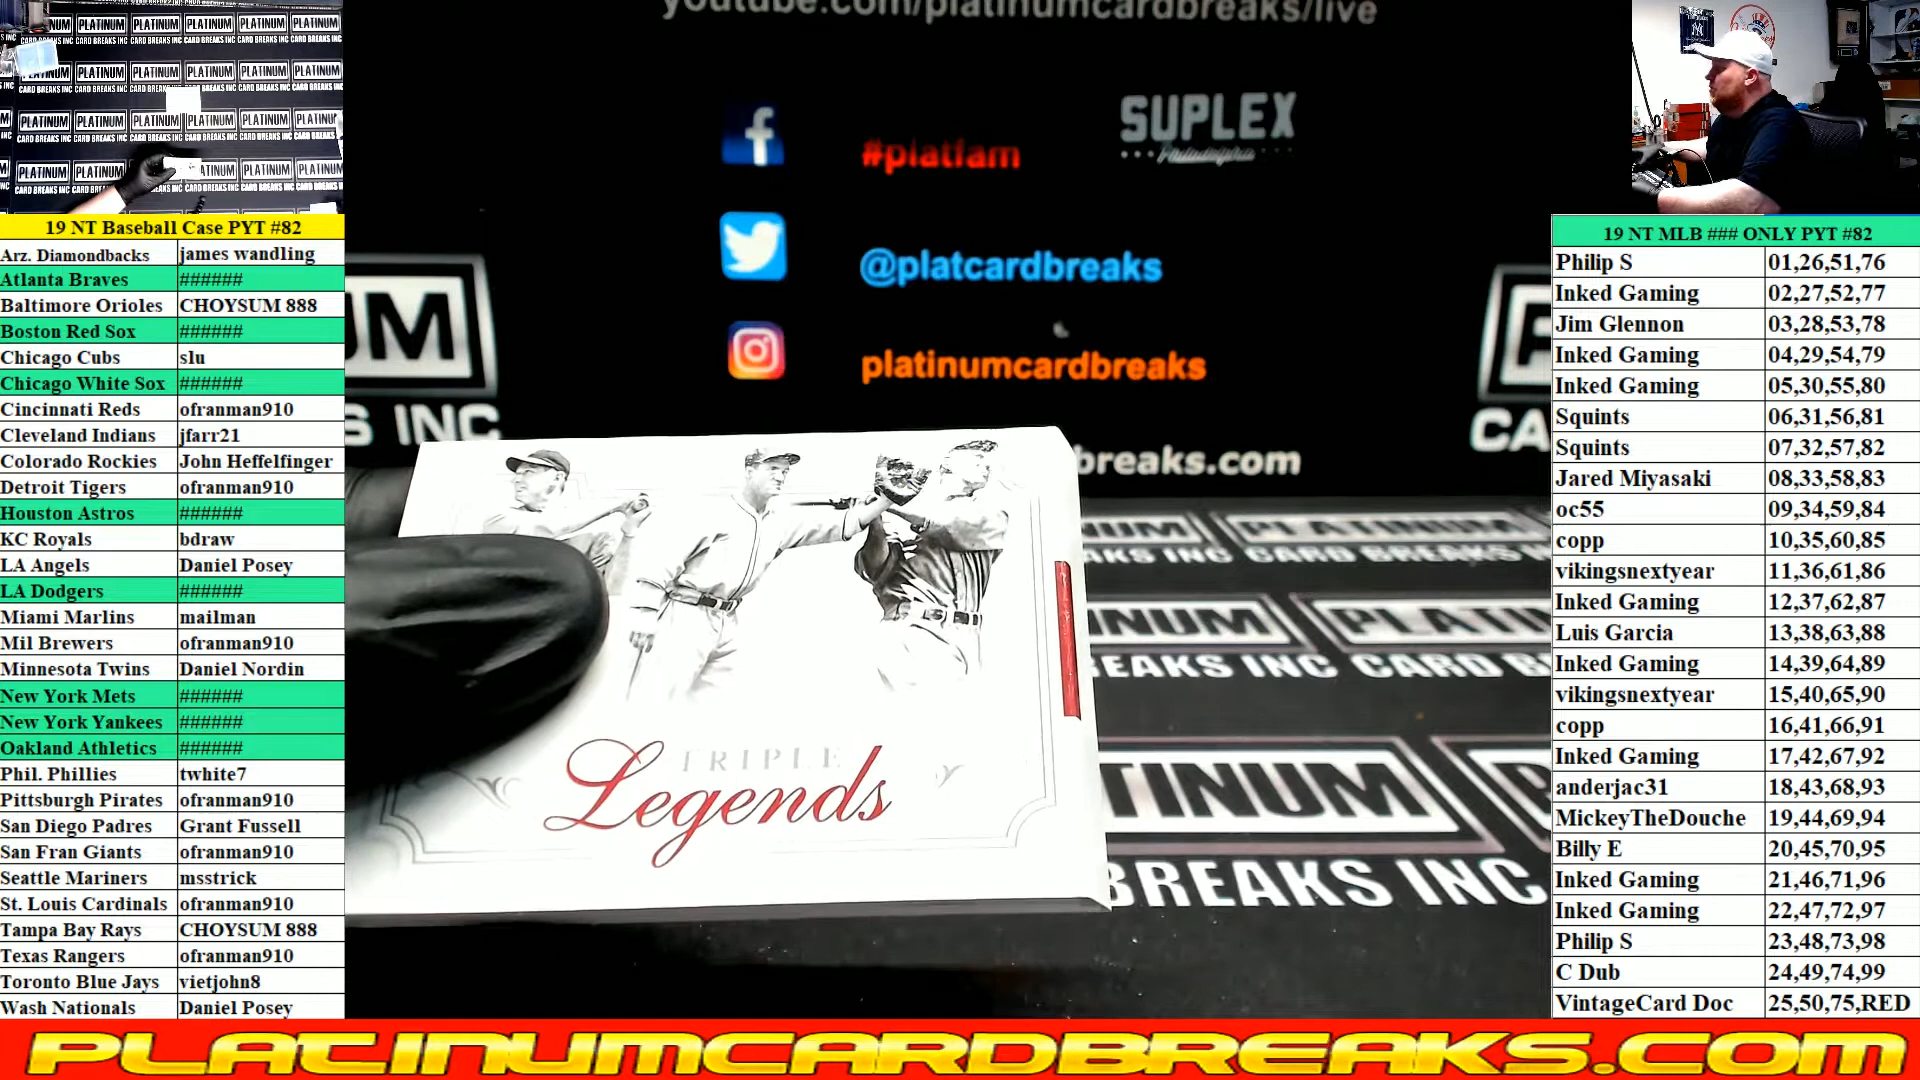 youtube.com/platinumcardbreaks/live
SUPLEX
Philadelphia
#platfam
@platcardbreaks
platinumcardbreaks
breaks.com
TRIPLE
Legends
PLATINUM
CARD BREAKS INC
19 NT Baseball Case PYT #82
Arz. Diamondbacks james wandling
Atlanta Braves ######
Baltimore Orioles CHOYSUM 888
Boston Red Sox ######
Chicago Cubs slu
Chicago White Sox ######
Cincinnati Reds ofranman910
Cleveland Indians jfarr21
Colorado Rockies John Heffelfinger
Detroit Tigers ofranman910
Houston Astros ######
KC Royals bdraw
LA Angels Daniel Posey
LA Dodgers ######
Miami Marlins mailman
Mil Brewers ofranman910
Minnesota Twins Daniel Nordin
New York Mets ######
New York Yankees ######
Oakland Athletics ######
Phil. Phillies twhite7
Pittsburgh Pirates ofranman910
San Diego Padres Grant Fussell
San Fran Giants ofranman910
Seattle Mariners msstrick
St. Louis Cardinals ofranman910
Tampa Bay Rays CHOYSUM 888
Texas Rangers ofranman910
Toronto Blue Jays vietjohn8
Wash Nationals Daniel Posey
19 NT MLB ### ONLY PYT #82
Philip S 01,26,51,76
Inked Gaming 02,27,52,77
Jim Glennon 03,28,53,78
Inked Gaming 04,29,54,79
Inked Gaming 05,30,55,80
Squints 06,31,56,81
Squints 07,32,57,82
Jared Miyasaki 08,33,58,83
oc55 09,34,59,84
copp 10,35,60,85
vikingsnextyear 11,36,61,86
Inked Gaming 12,37,62,87
Luis Garcia 13,38,63,88
Inked Gaming 14,39,64,89
vikingsnextyear 15,40,65,90
copp 16,41,66,91
Inked Gaming 17,42,67,92
anderjac31 18,43,68,93
MickeyTheDouche 19,44,69,94
Billy E 20,45,70,95
Inked Gaming 21,46,71,96
Inked Gaming 22,47,72,97
Philip S 23,48,73,98
C Dub 24,49,74,99
VintageCard Doc 25,50,75,RED
PLATINUMCARDBREAKS.COM